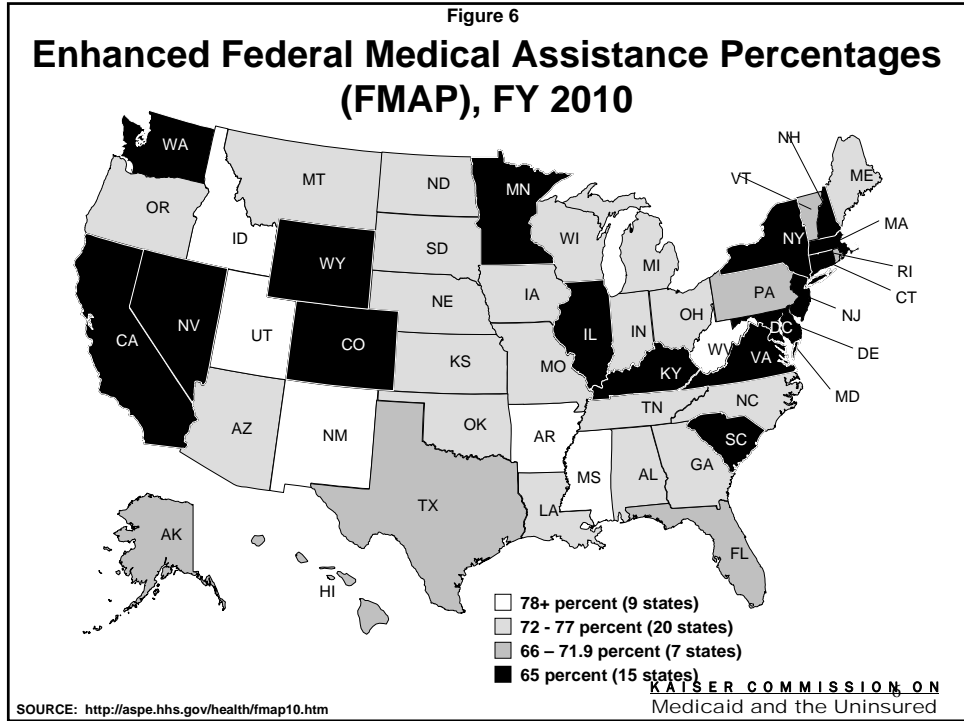 Figure 6
Enhanced Federal Medical Assistance Percentages
(FMAP), FY 2010
NH
WA
VT
ME
MT
ND
MN
OR
MA
ID
SD
WI
NY
WY
MI
RI
CT
NE
IA
PA
NJ
NV
UT
CO
IL
IN
OH
DC
DE
CA
KS
MO
WV
VA
KY
MD
AZ
NM
OK
TN
NC
AR
SC
MS
AL
GA
TX
LA
AK
FL
HI
78+ percent (9 states)
72 - 77 percent (20 states)
66 – 71.9 percent (7 states)
65 percent (15 states)
KAISER COMMISSION ON
6
Medicaid and the Uninsured
SOURCE: http://aspe.hhs.gov/health/fmap10.htm